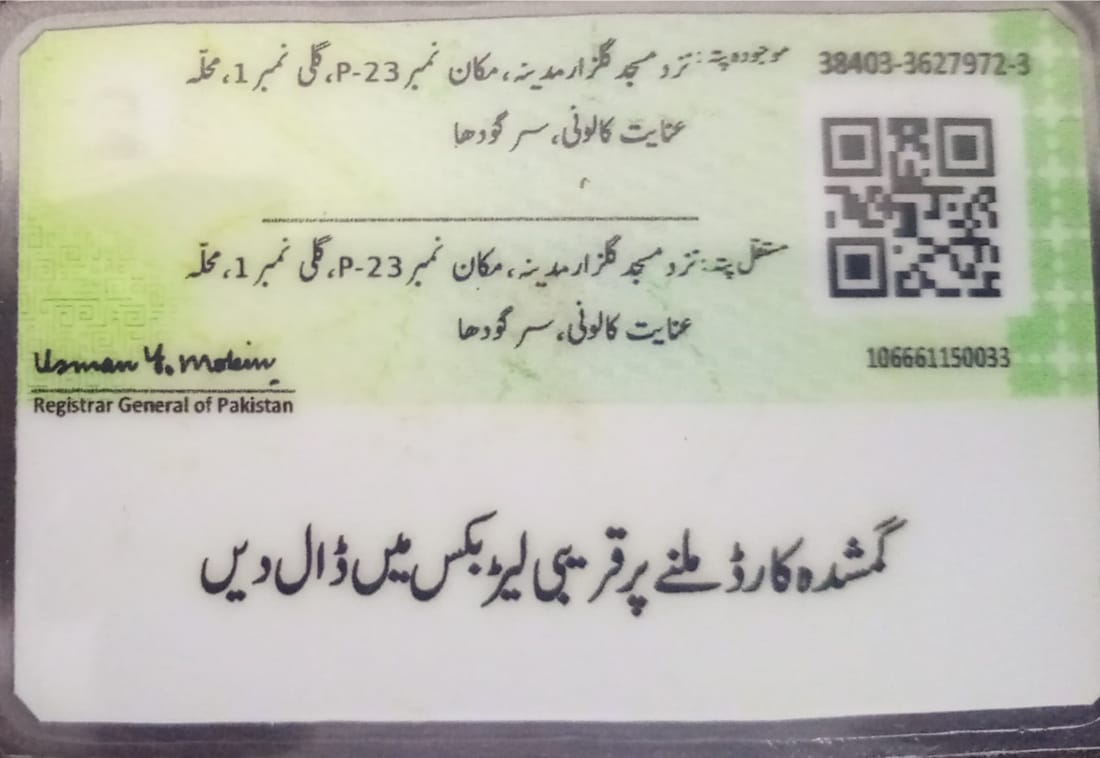 38403-3627972-3
موجودہ پتہ: نزد مسجد گلزار مدینہ، مکان نمبر P-23، گلی نمبر 1، محلّہ
عنایت کالونی، سرگودھا
مستقل پتہ: نزد مسجد گلزار مدینہ، مکان نمبر P-23، گلی نمبر 1، محلّہ
عنایت کالونی، سرگودھا
106661150033
Usman Y. Mobin
Registrar General of Pakistan
گمشدہ کارڈ ملنے پر قریبی لیٹر بکس میں ڈال دیں